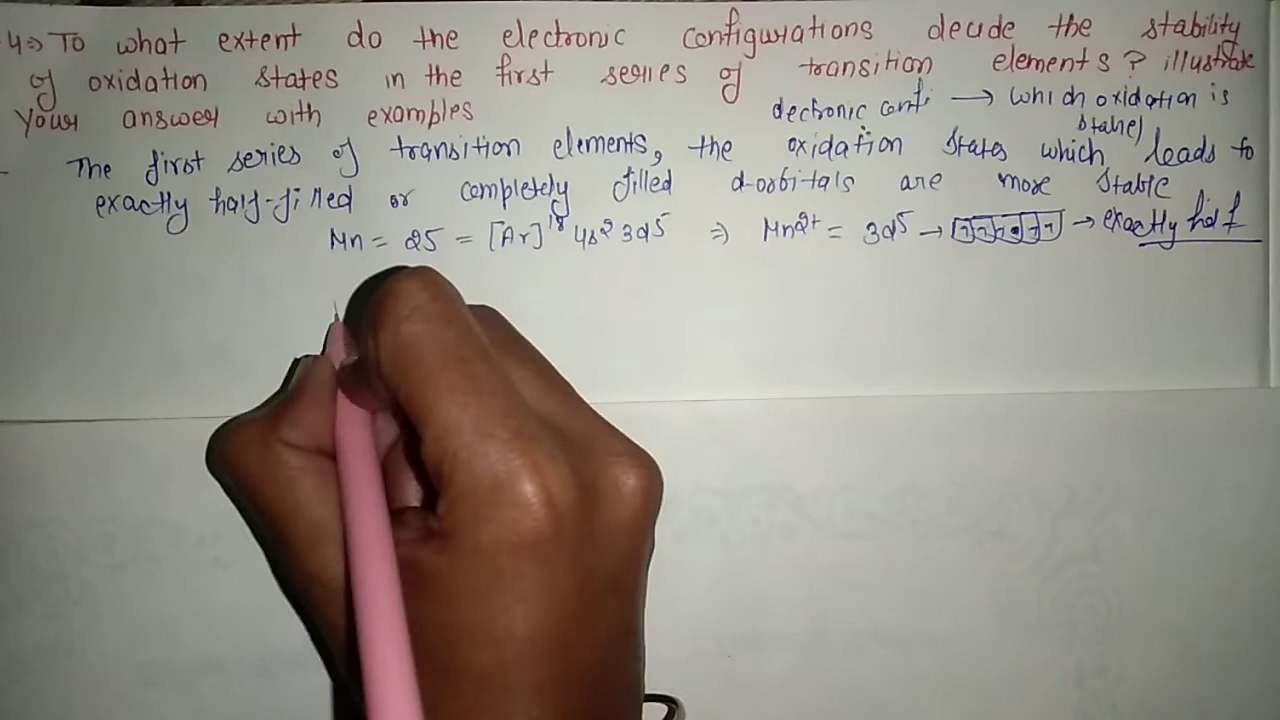 4⇒ To what extent do the electronic configurations decide the stability
of oxidation states in the first series of transition elements? illustrate
Your answer with examples
dectronic confi → which oxidation is
stable)
The first series of transition elements, the oxidation states which leads to
exactly half-filled or completely filled d-orbitals are more stable
Mn = 25 = [Ar]¹⁸ 4s² 3d⁵ ⇒ Mn²⁺ = 3d⁵ → → exactly half